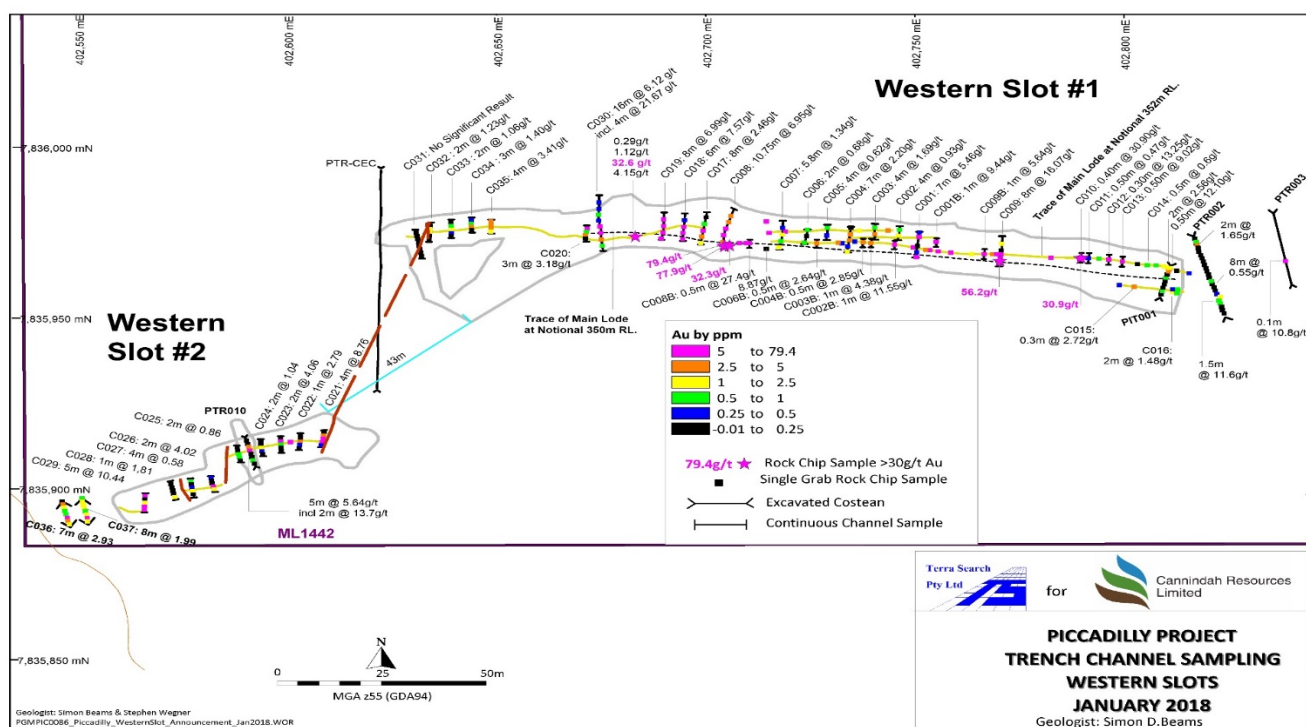 402,550 mE
402,600 mE
402,650 mE
402,700 mE
402,750 mE
402,800 mE
Western Slot #1
7,836,000 mN
7,835,950 mN
7,835,900 mN
7,835,850 mN
PTR-CEC
C031: No Significant Result
C032: 2m @ 1.23g/t
C033: 2m @ 1.06g/t
C034: 3m @ 1.40g/t
C035: 4m @ 3.41g/t
C030: 16m @ 6.12 g/t
incl. 4m @ 21.67 g/t
0.29g/t
1.12g/t
32.6 g/t
4.15g/t
C019: 8m @ 6.99g/t
C018: 6m @ 7.57g/t
C017: 8m @ 2.46g/t
C008: 10.75m @ 6.95g/t
C007: 5.8m @ 1.34g/t
C006: 2m @ 0.68g/t
C005: 4m @ 0.62g/t
C004: 7m @ 2.20g/t
C003: 4m @ 1.69g/t
C002: 4m @ 0.93g/t
C001: 7m @ 5.46g/t
C001B: 1m @ 9.44g/t
C009B: 1m @ 5.64g/t
C009: 8m @ 16.07g/t
Trace of Main Lode at Notional 352m RL.
C010: 0.40m @ 30.90g/t
C011: 0.50m @ 0.47g/t
C012: 0.30m @ 13.25g/t
C013: 0.50m @ 9.02g/t
C014: 0.5m @ 0.6g/t
2m @ 2.56g/t
0.50m @ 12.10g/t
PTR002
PTR003
2m @
1.65g/t
8m @
0.55g/t
1.5m
@ 11.6g/t
0.1m
@ 10.8g/t
C020:
3m @ 3.18g/t
79.4g/t
77.9g/t
32.3g/t
C008B: 0.5m @ 27.4g/t
8.87g/t
C006B: 0.5m @ 2.64g/t
C004B: 0.5m @ 2.85g/t
C003B: 1m @ 4.38g/t
C002B: 1m @ 11.55g/t
56.2g/t
30.9g/t
PIT001
C015:
0.3m @ 2.72g/t
C016:
2m @ 1.48g/t
Trace of Main Lode
at Notional 350m RL.
Western
Slot #2
43m
C021: 4m @ 8.76
C022: 1m @ 2.79
C023: 2m @ 4.06
C024: 2m @ 1.04
PTR010
C025: 2m @ 0.86
C026: 2m @ 4.02
C027: 4m @ 0.58
C028: 1m @ 1.81
C029: 5m @ 10.44
C036: 7m @ 2.93
C037: 8m @ 1.99
5m @ 5.64g/t
incl 2m @ 13.7g/t
ML1442
Au by ppm
5 to 79.4
2.5 to 5
1 to 2.5
0.5 to 1
0.25 to 0.5
-0.01 to 0.25
79.4g/t Rock Chip Sample >30g/t Au
Single Grab Rock Chip Sample
Excavated Costean
Continuous Channel Sample
N
0 25 50m
MGA z55 (GDA94)
Terra Search
Pty Ltd
TS
for
Cannindah Resources
Limited
PICCADILLY PROJECT
TRENCH CHANNEL SAMPLING
WESTERN SLOTS
JANUARY 2018
Geologist: Simon D.Beams
Geologist: Simon Beams & Stephen Wegner
PGMPIC0086_Piccadilly_WesternSlot_Announcement_Jan2018.WOR